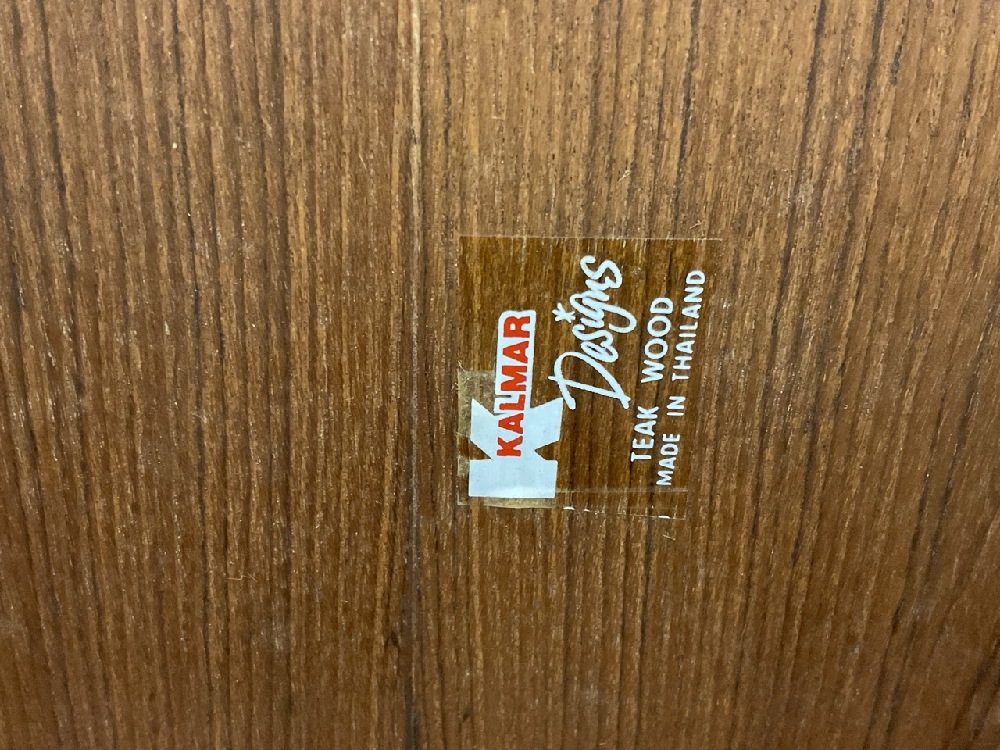 K
KALMAR
Designs
TEAK WOOD
MADE IN THAILAND